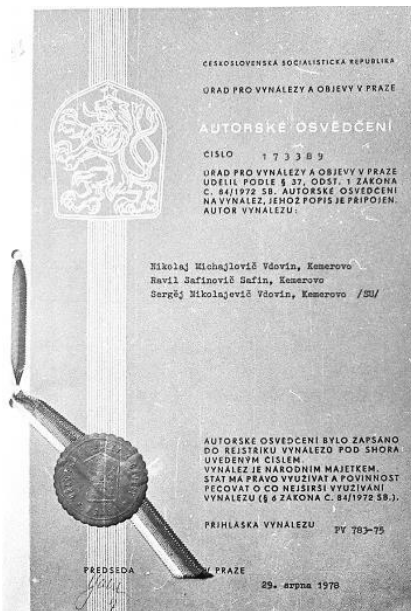 ČESKOSLOVENSKÁ SOCIALISTICKÁ REPUBLIKA
ÚŘAD PRO VYNÁLEZY A OBJEVY V PRAZE
AUTORSKÉ OSVĚDČENÍ
ČÍSLO 173389
ÚŘAD PRO VYNÁLEZY A OBJEVY V PRAZE
UDĚLIL PODLE § 37, ODST. 1 ZÁKONA
Č. 84/1972 SB. AUTORSKÉ OSVĚDČENÍ
NA VYNÁLEZ, JEHOŽ POPIS JE PŘIPOJEN.
AUTOR VYNÁLEZU:
Nikolaj Michajlovič Vdovin, Kemerovo
Ravil Safinovič Safin, Kemerovo
Sergěj Nikolajevič Vdovin, Kemerovo /SU/
AUTORSKÉ OSVĚDČENÍ BYLO ZAPSÁNO
DO REJSTŘÍKU VYNÁLEZŮ POD SHORA
UVEDENÝM ČÍSLEM.
VYNÁLEZ JE NÁRODNÍM MAJETKEM.
STÁT MÁ PRÁVO VYUŽÍVAT A POVINNOST
PEČOVAT O CO NEJŠIRŠÍ VYUŽÍVÁNÍ
VYNÁLEZU (§ 6 ZÁKONA Č. 84/1972 SB.).
PŘIHLÁŠKA VYNÁLEZU PV 783-75
PŘEDSEDA V PRAZE
29. srpna 1978